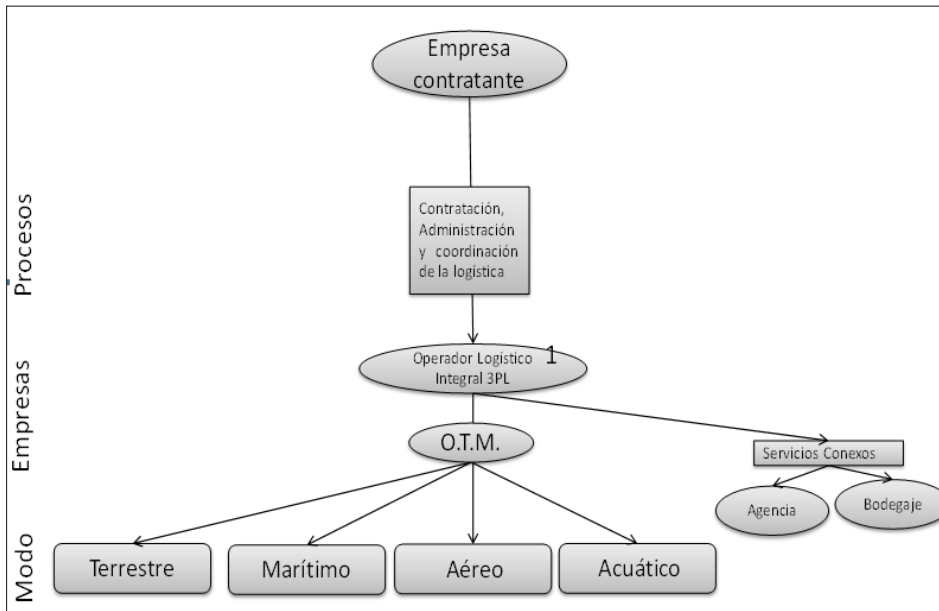 Empresa
contratante
Procesos
Contratación,
Administración
y coordinación
de la logística
Empresas
Operador Logístico 1
Integral 3PL
O.T.M.
Servicios Conexos
Agencia
Bodegaje
Modo
Terrestre
Marítimo
Aéreo
Acuático